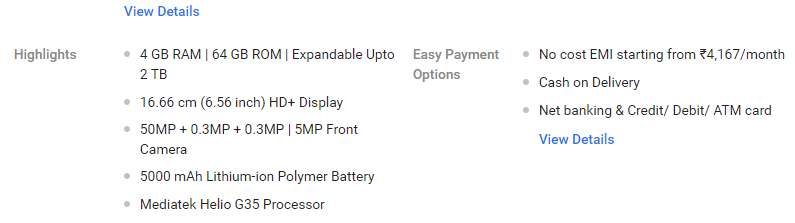 View Details
Highlights
4 GB RAM | 64 GB ROM | Expandable Upto
2 TB
16.66 cm (6.56 inch) HD+ Display
50MP + 0.3MP + 0.3MP | 5MP Front
Camera
5000 mAh Lithium-ion Polymer Battery
Mediatek Helio G35 Processor
Easy Payment
Options
No cost EMI starting from ₹4,167/month
Cash on Delivery
Net banking & Credit/ Debit/ ATM card
View Details